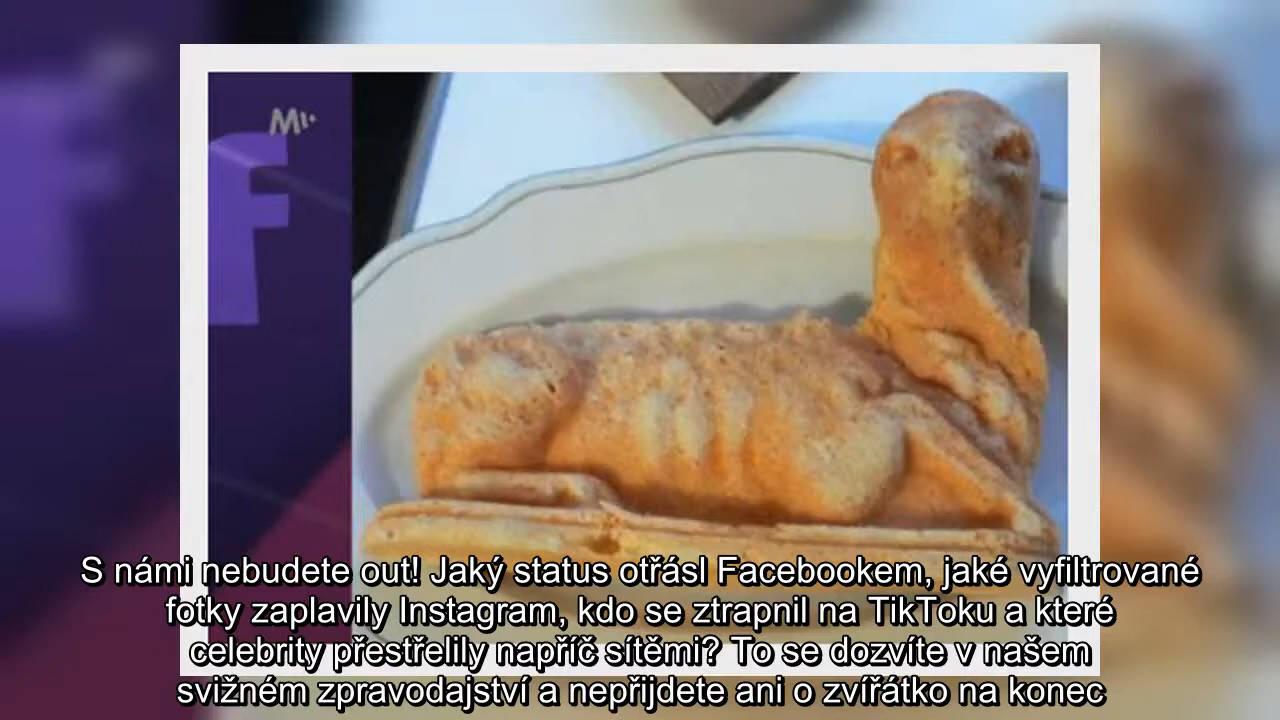 M
F
S námi nebudete out! Jaký status otřásl Facebookem, jaké vyfiltrované
fotky zaplavily Instagram, kdo se ztrapnil na TikToku a které
celebrity přestřelily napříč sítěmi? To se dozvíte v našem
svižném zpravodajství a nepřijdete ani o zvířátko na konec